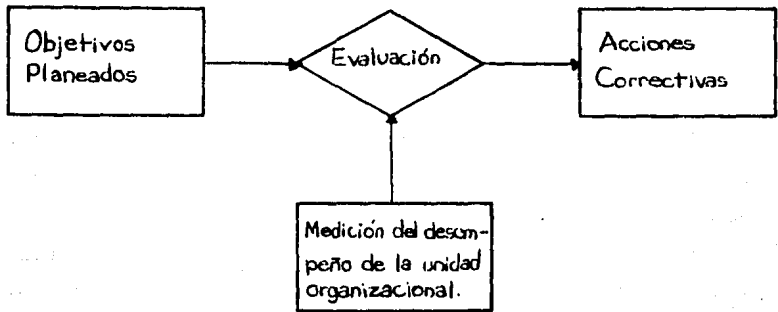 Objetivos
Planeados
Evaluación
Acciones
Correctivas
Medición del desem-
peño de la unidad
organizacional.